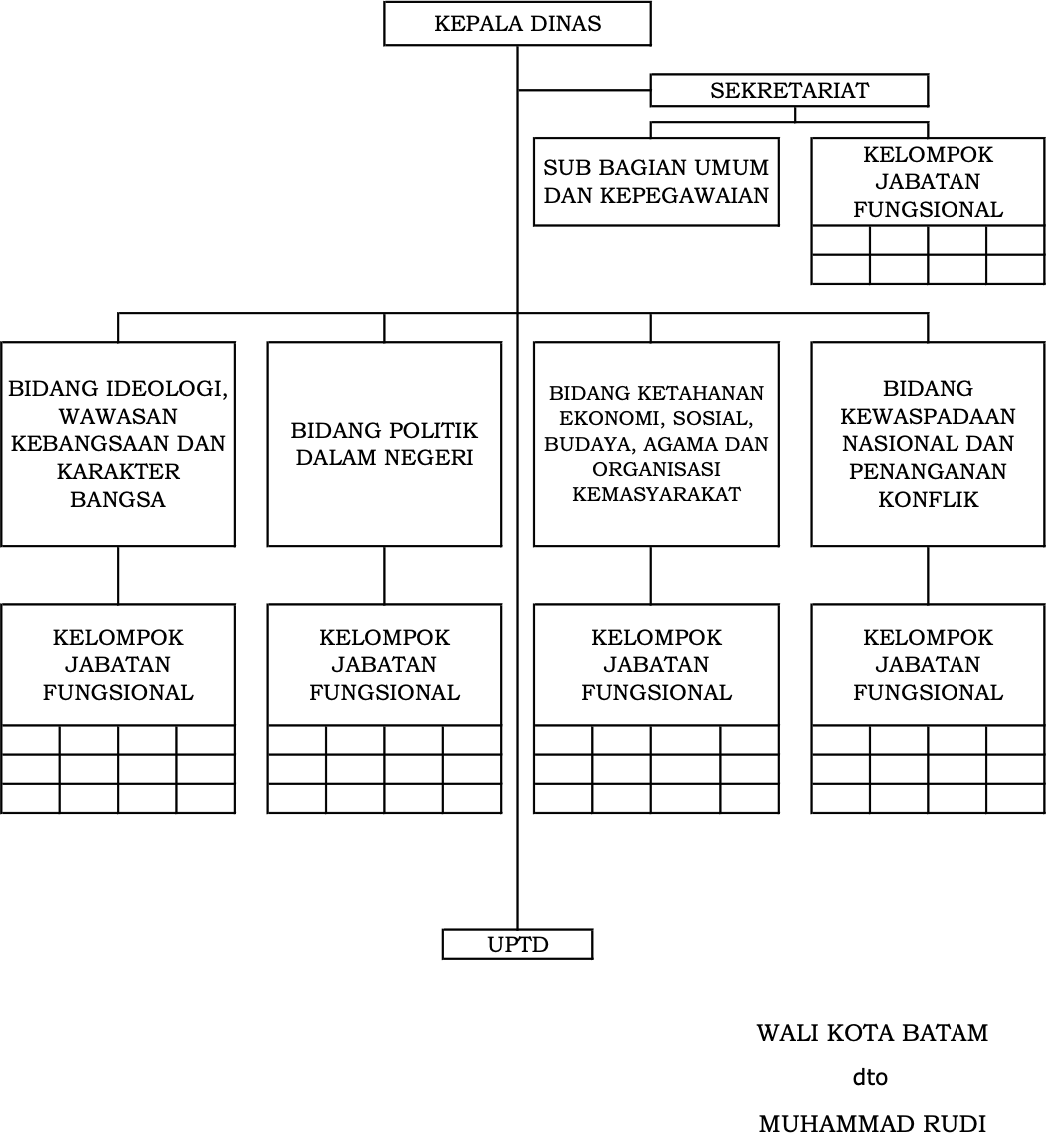 KEPALA DINAS
SEKRETARIAT
SUB BAGIAN UMUM
DAN KEPEGAWAIAN
KELOMPOK
JABATAN
FUNGSIONAL
BIDANG IDEOLOGI,
WAWASAN
KEBANGSAAN DAN
KARAKTER
BANGSA
BIDANG POLITIK
DALAM NEGERI
BIDANG KETAHANAN
EKONOMI, SOSIAL,
BUDAYA, AGAMA DAN
ORGANISASI
KEMASYARAKAT
BIDANG
KEWASPADAAN
NASIONAL DAN
PENANGANAN
KONFLIK
KELOMPOK
JABATAN
FUNGSIONAL
KELOMPOK
JABATAN
FUNGSIONAL
KELOMPOK
JABATAN
FUNGSIONAL
KELOMPOK
JABATAN
FUNGSIONAL
UPTD
WALI KOTA BATAM
dto
MUHAMMAD RUDI